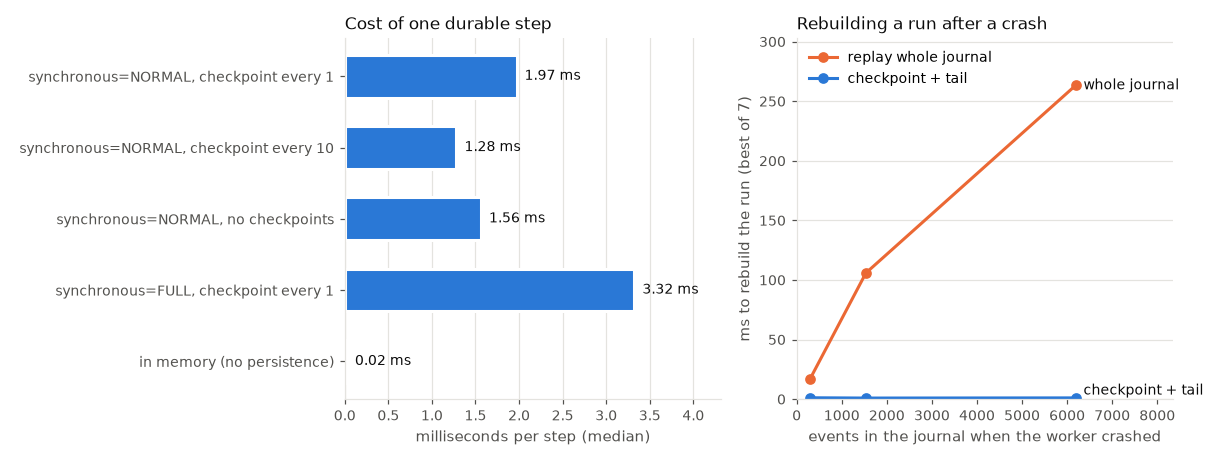 Cost of one durable step
synchronous=NORMAL, checkpoint every 1
1.97 ms
synchronous=NORMAL, checkpoint every 10
1.28 ms
synchronous=NORMAL, no checkpoints
1.56 ms
synchronous=FULL, checkpoint every 1
3.32 ms
in memory (no persistence)
0.02 ms
0.0 0.5 1.0 1.5 2.0 2.5 3.0 3.5 4.0
milliseconds per step (median)
Rebuilding a run after a crash
replay whole journal
checkpoint + tail
whole journal
checkpoint + tail
300
250
200
150
100
50
0
ms to rebuild the run (best of 7)
0 1000 2000 3000 4000 5000 6000 7000 8000
events in the journal when the worker crashed